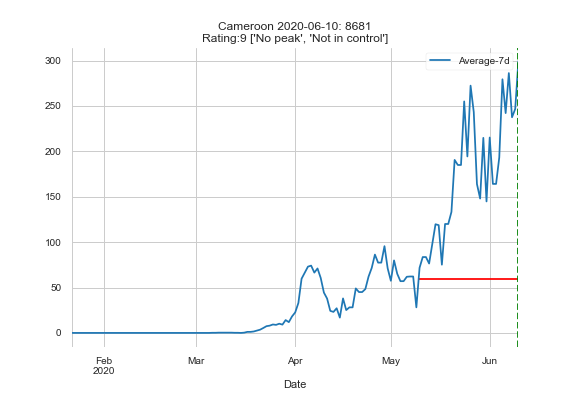 Cameroon 2020-06-10: 8681
Rating:9 ['No peak', 'Not in control']
Average-7d
300
250
200
150
100
50
0
Feb
2020
Mar
Apr
May
Jun
Date